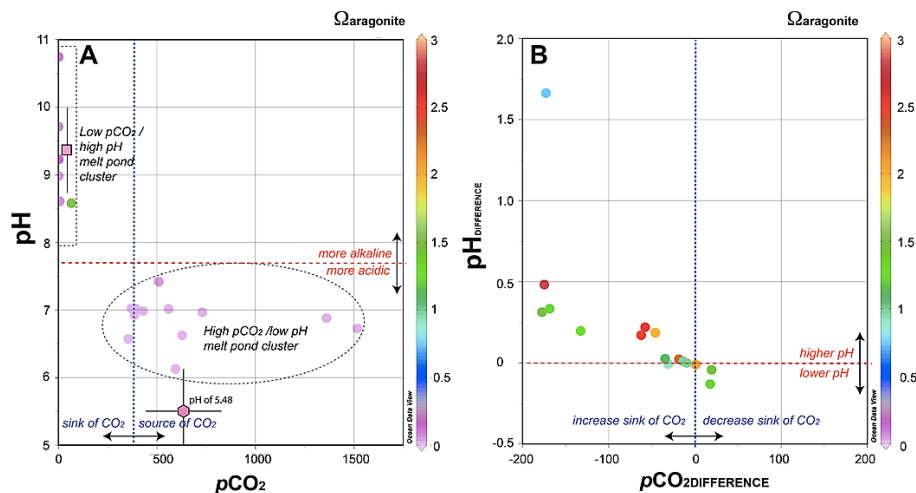 Ωaragonite
A
11
10
9
8
7
6
5
pH
Low pCO₂ /
high pH
melt pond
cluster
more alkaline
more acidic
High pCO₂ /low pH
melt pond cluster
pH of 5.48
sink of CO₂
source of CO₂
0
500
1000
1500
pCO₂
3
2.5
2
1.5
1
0.5
0
Ocean Data View
Ωaragonite
B
2.0
1.5
1.0
0.5
0
-0.5
pHDIFFERENCE
higher pH
lower pH
increase sink of CO₂
decrease sink of CO₂
-200
-100
0
100
200
pCO₂DIFFERENCE
3
2.5
2
1.5
1
0.5
0
Ocean Data View